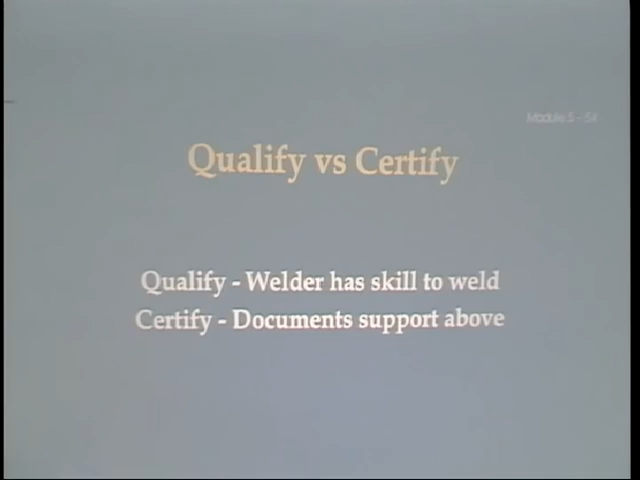 Module 5 - 54
Qualify vs Certify
Qualify - Welder has skill to weld
Certify - Documents support above